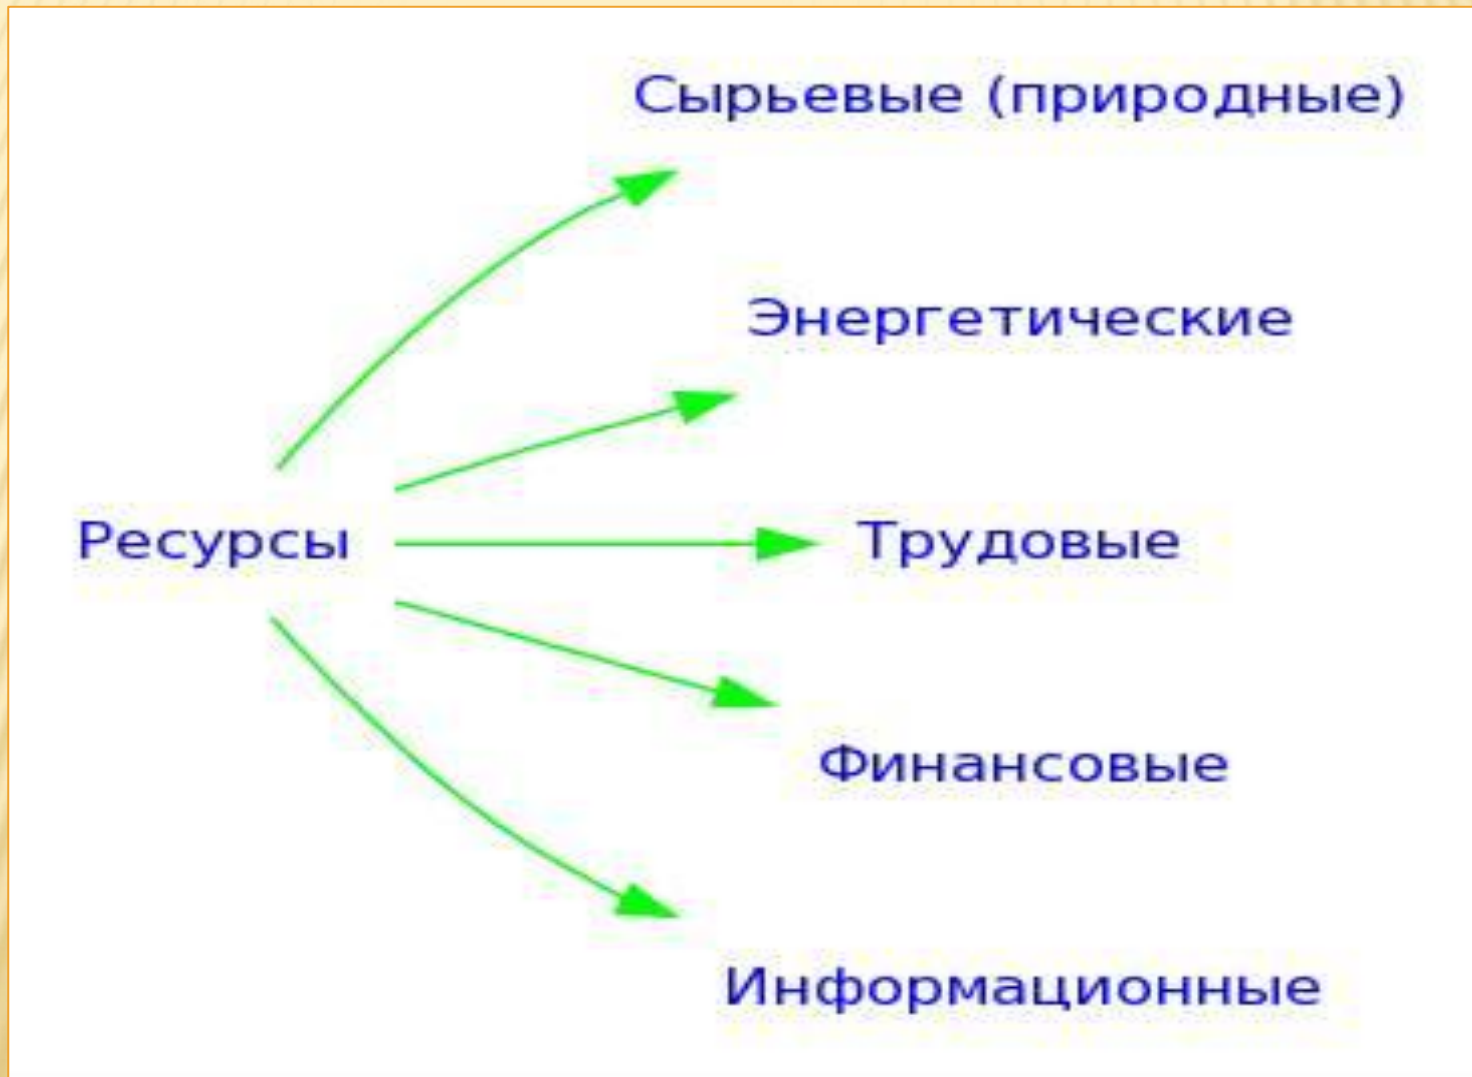 Сырьевые (природные)
Энергетические
Ресурсы
Трудовые
Финансовые
Информационные